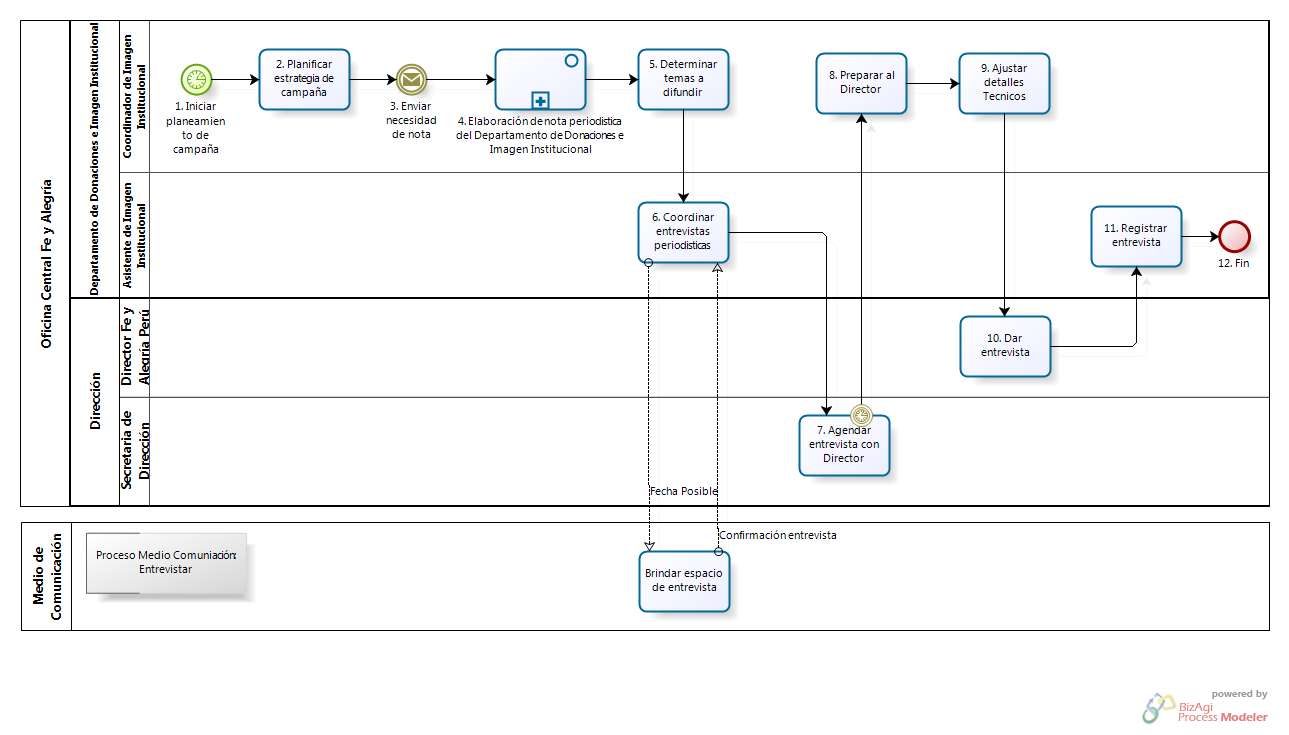 Oficina Central Fe y Alegría
Departamento de Donaciones e Imagen Institucional
Coordinador de Imagen
Institucional
1. Iniciar
planeamien
to de
campaña
2. Planificar
estrategia de
campaña
3. Enviar
necesidad
de nota
4. Elaboración de nota periodistica
del Departamento de Donaciones e
Imagen Institucional
5. Determinar
temas a
difundir
8. Preparar al
Director
9. Ajustar
detalles
Tecnicos
Asistente de Imagen
Institucional
6. Coordinar
entrevistas
periodisticas
11. Registrar
entrevista
12. Fin
Dirección
Director Fe y
Alegria Perú
10. Dar
entrevista
Secretaria de
Dirección
7. Agendar
entrevista con
Director
Fecha Posible
Confirmación entrevista
Medio de
Comunicación
Proceso Medio Comuniación:
Entrevistar
Brindar espacio
de entrevista
powered by
BizAgi
Process Modeler